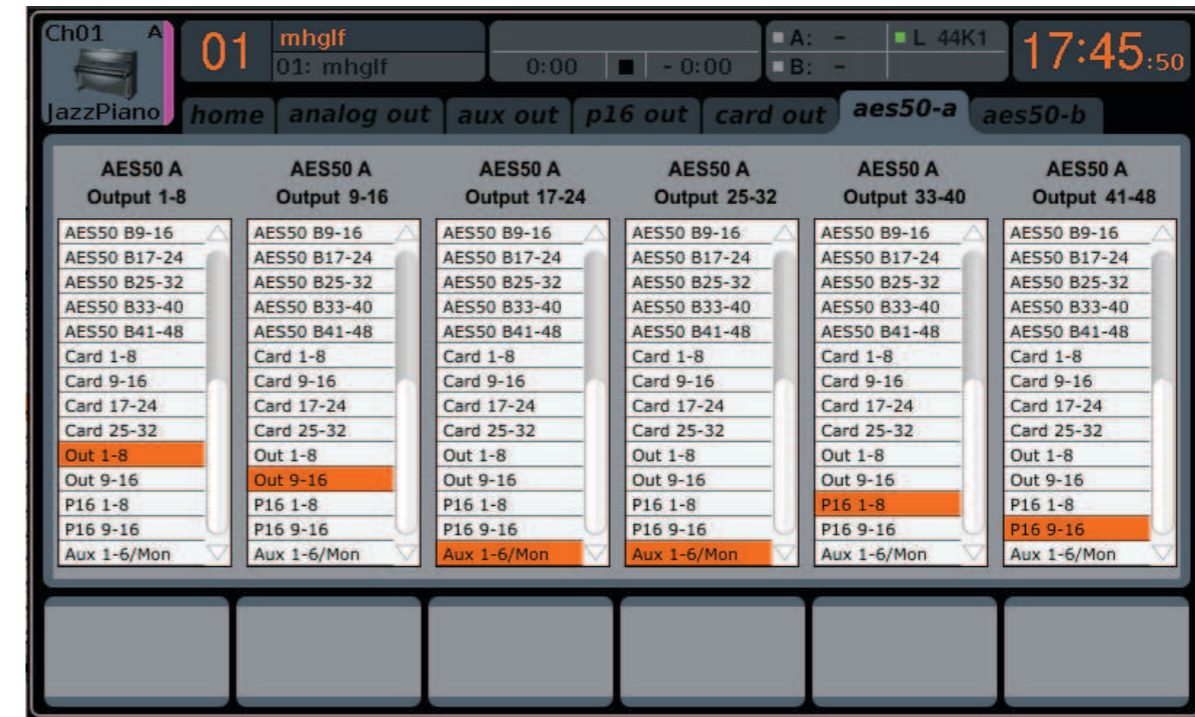 Ch01 A
JazzPiano
01 mhglf
01: mhglf
0:00 - 0:00
A: - L 44K1
B: -
17:45:50
home analog out aux out p16 out card out aes50-a aes50-b
AES50 A
Output 1-8
AES50 B9-16
AES50 B17-24
AES50 B25-32
AES50 B33-40
AES50 B41-48
Card 1-8
Card 9-16
Card 17-24
Card 25-32
Out 1-8
Out 9-16
P16 1-8
P16 9-16
Aux 1-6/Mon
AES50 A
Output 9-16
AES50 B9-16
AES50 B17-24
AES50 B25-32
AES50 B33-40
AES50 B41-48
Card 1-8
Card 9-16
Card 17-24
Card 25-32
Out 1-8
Out 9-16
P16 1-8
P16 9-16
Aux 1-6/Mon
AES50 A
Output 17-24
AES50 B9-16
AES50 B17-24
AES50 B25-32
AES50 B33-40
AES50 B41-48
Card 1-8
Card 9-16
Card 17-24
Card 25-32
Out 1-8
Out 9-16
P16 1-8
P16 9-16
Aux 1-6/Mon
AES50 A
Output 25-32
AES50 B9-16
AES50 B17-24
AES50 B25-32
AES50 B33-40
AES50 B41-48
Card 1-8
Card 9-16
Card 17-24
Card 25-32
Out 1-8
Out 9-16
P16 1-8
P16 9-16
Aux 1-6/Mon
AES50 A
Output 33-40
AES50 B9-16
AES50 B17-24
AES50 B25-32
AES50 B33-40
AES50 B41-48
Card 1-8
Card 9-16
Card 17-24
Card 25-32
Out 1-8
Out 9-16
P16 1-8
P16 9-16
Aux 1-6/Mon
AES50 A
Output 41-48
AES50 B9-16
AES50 B17-24
AES50 B25-32
AES50 B33-40
AES50 B41-48
Card 1-8
Card 9-16
Card 17-24
Card 25-32
Out 1-8
Out 9-16
P16 1-8
P16 9-16
Aux 1-6/Mon